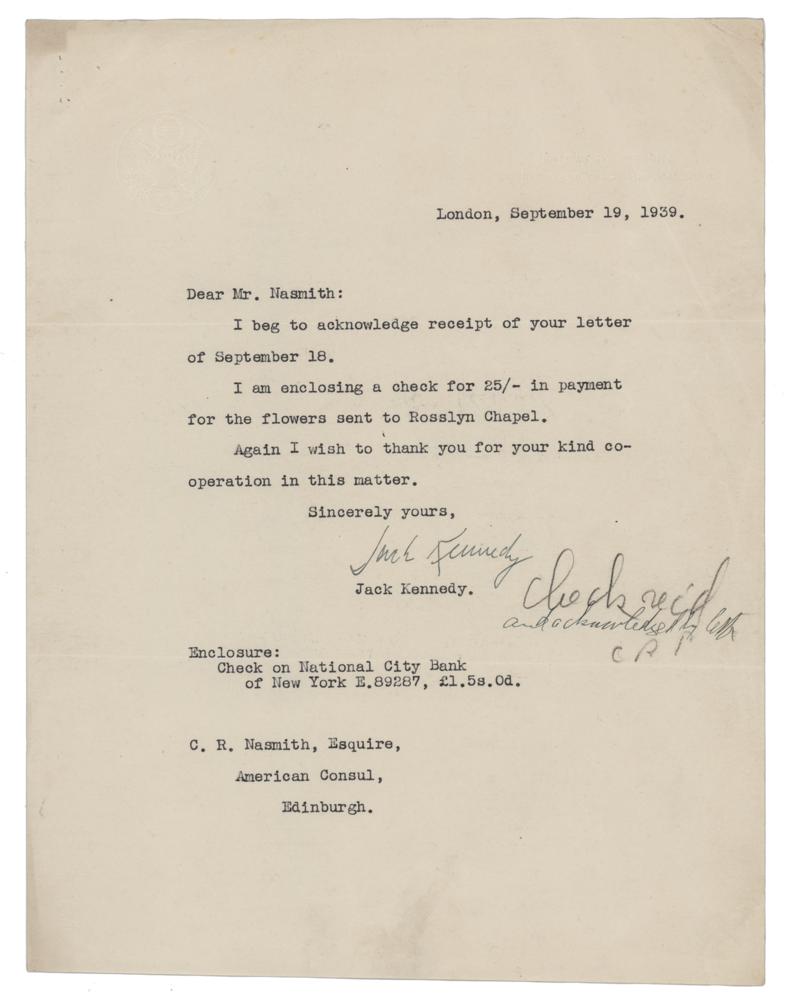 London, September 19, 1939.
Dear Mr. Nasmith:
I beg to acknowledge receipt of your letter
of September 18.
I am enclosing a check for 25/- in payment
for the flowers sent to Rosslyn Chapel.
Again I wish to thank you for your kind co-
operation in this matter.
Sincerely yours,
Jack Kennedy
Jack Kennedy.
Check rec'd
and acknowledged by
Enclosure:
Check on National City Bank
of New York E.89287, £1.5s.0d.
C. R. Nasmith, Esquire,
American Consul,
Edinburgh.